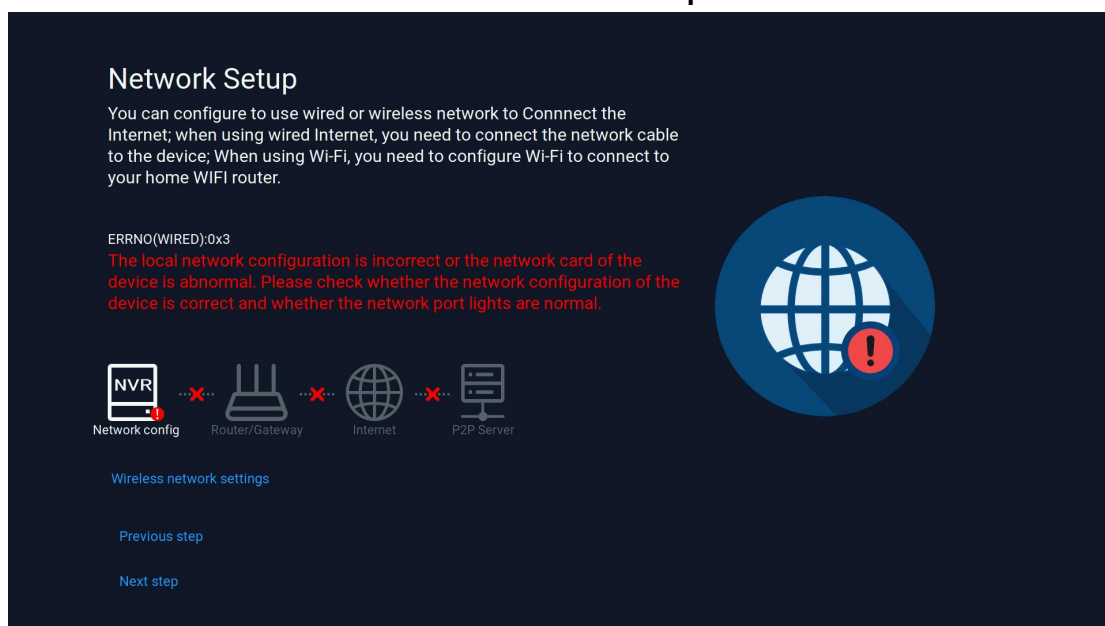 Network Setup
You can configure to use wired or wireless network to Connnect the
Internet; when using wired Internet, you need to connect the network cable
to the device; When using Wi-Fi, you need to configure Wi-Fi to connect to
your home WIFI router.
ERRNO(WIRED):0x3
The local network configuration is incorrect or the network card of the
device is abnormal. Please check whether the network configuration of the
device is correct and whether the network port lights are normal.
NVR
Network config
Router/Gateway
Internet
P2P Server
Wireless network settings
Previous step
Next step